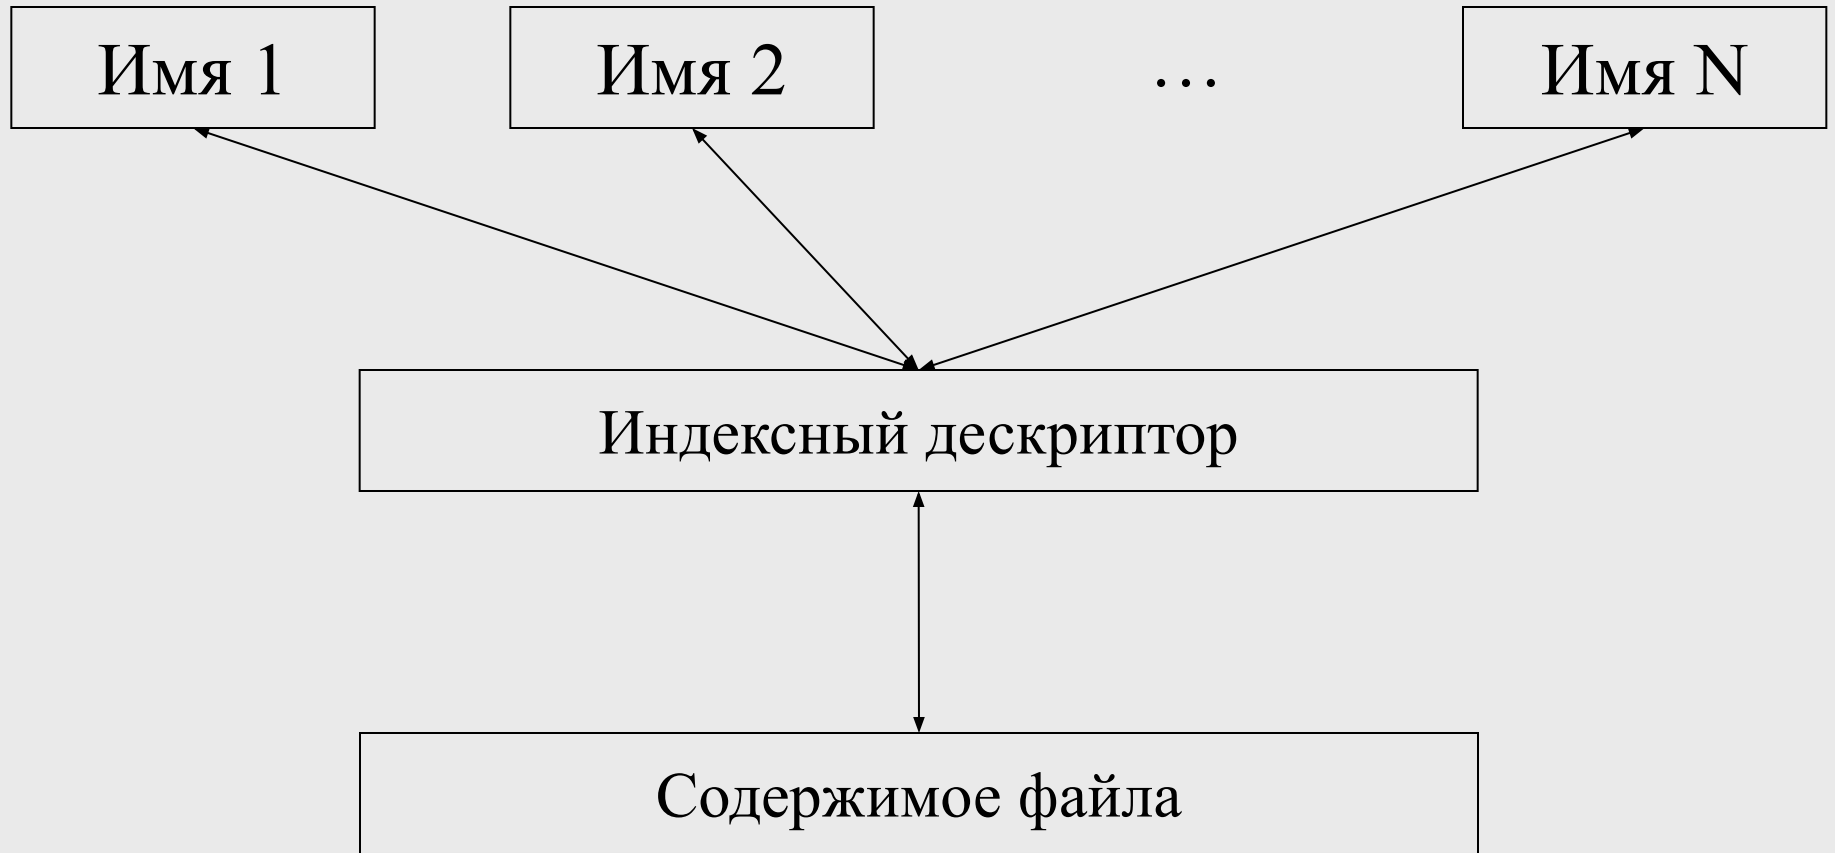 Имя 1
Имя 2
...
Имя N
Индексный дескриптор
Содержимое файла